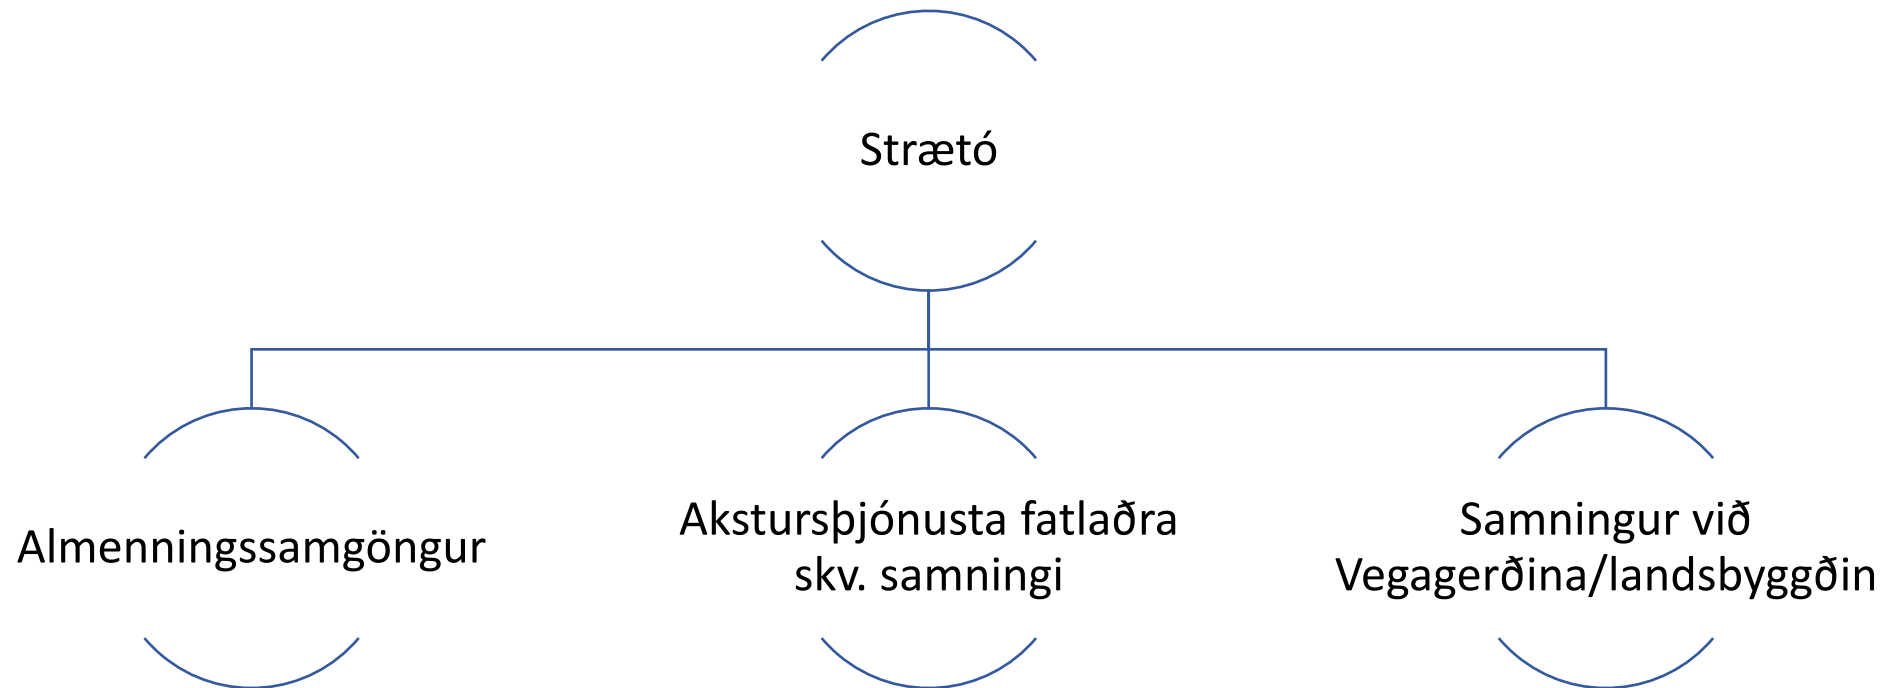 Strætó
Almenningssamgöngur
Akstursþjónusta fatlaðra
skv. samningi
Samningur við
Vegagerðina/landsbyggðin